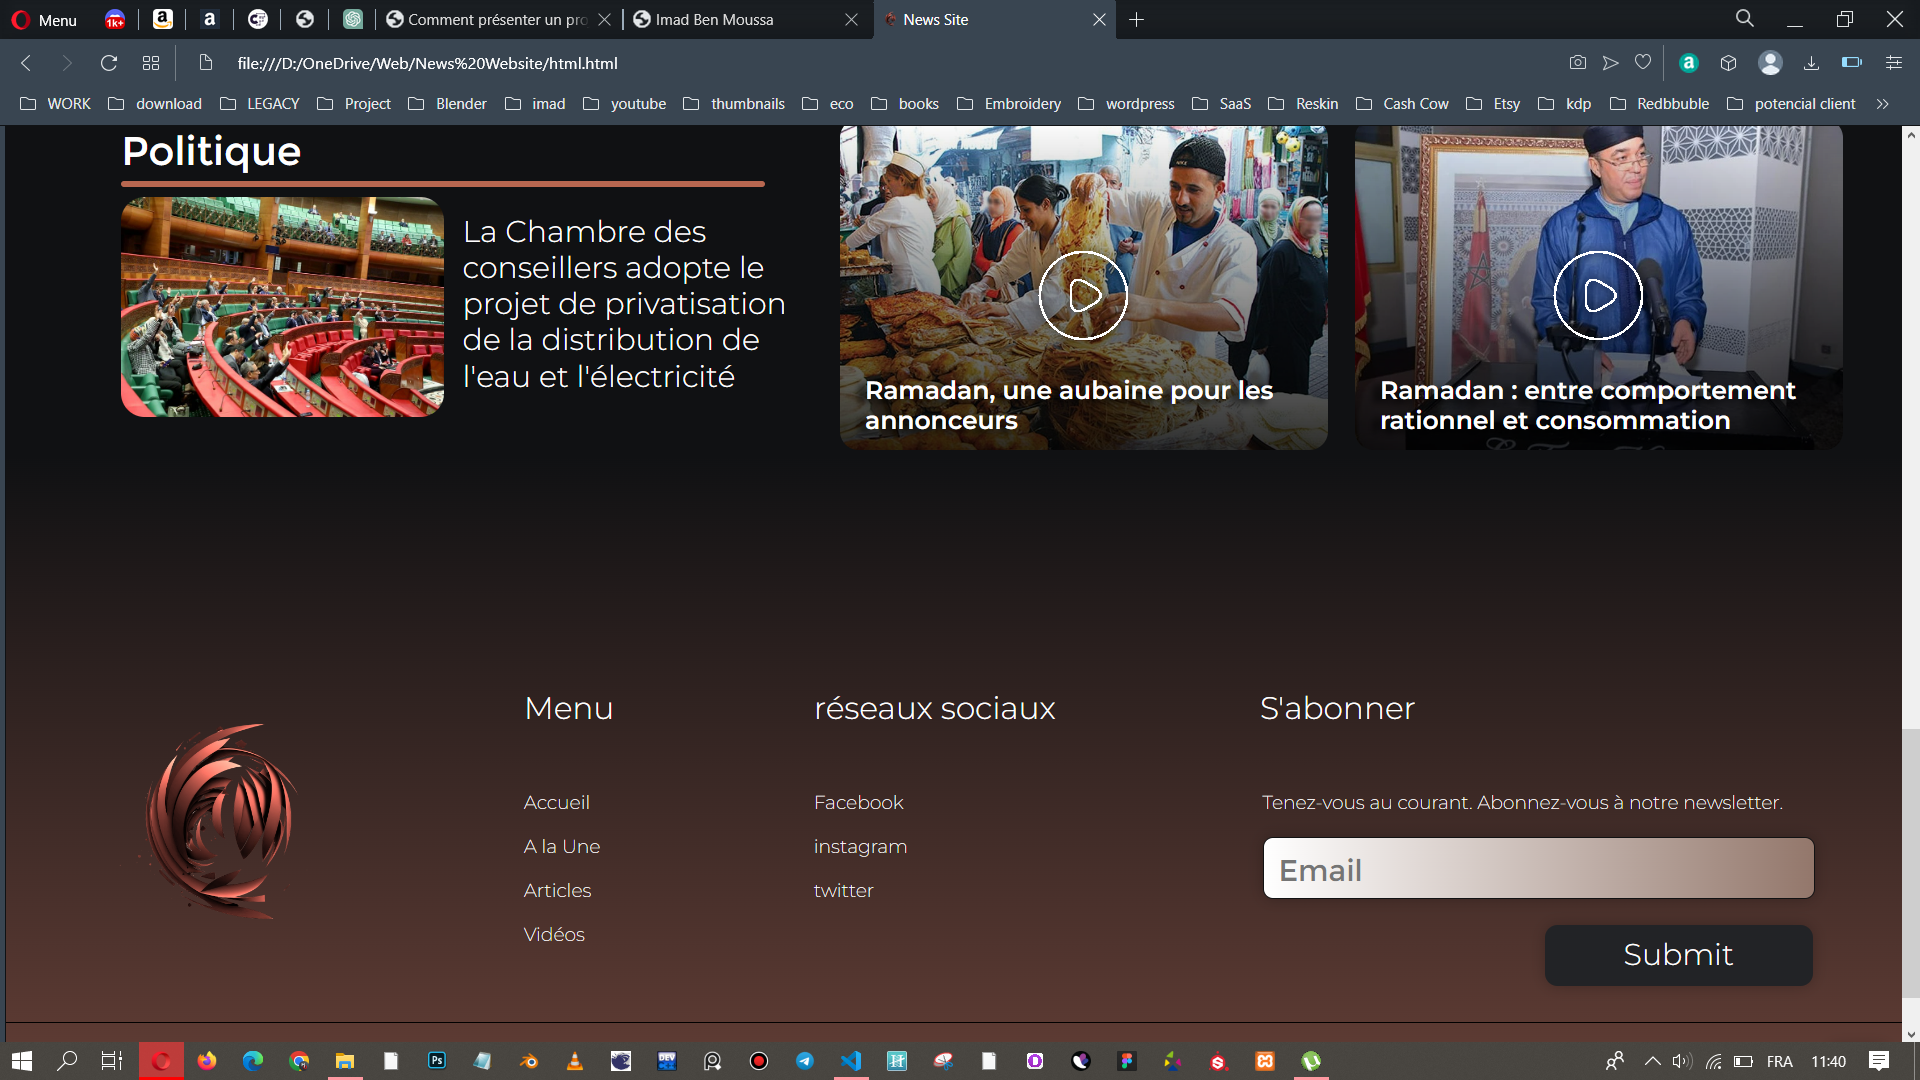 Menu
1k+
Comment présenter un pro
Imad Ben Moussa
News Site
file:///D:/OneDrive/Web/News%20Website/html.html
WORK
download
LEGACY
Project
Blender
imad
youtube
thumbnails
eco
books
Embroidery
wordpress
SaaS
Reskin
Cash Cow
Etsy
kdp
Redbbuble
potencial client
Politique
La Chambre des
conseillers adopte le
projet de privatisation
de la distribution de
l'eau et l'électricité
Ramadan, une aubaine pour les
annonceurs
Ramadan : entre comportement
rationnel et consommation
Menu
Accueil
A la Une
Articles
Vidéos
réseaux sociaux
Facebook
instagram
twitter
S'abonner
Tenez-vous au courant. Abonnez-vous à notre newsletter.
Email
Submit
FRA
11:40